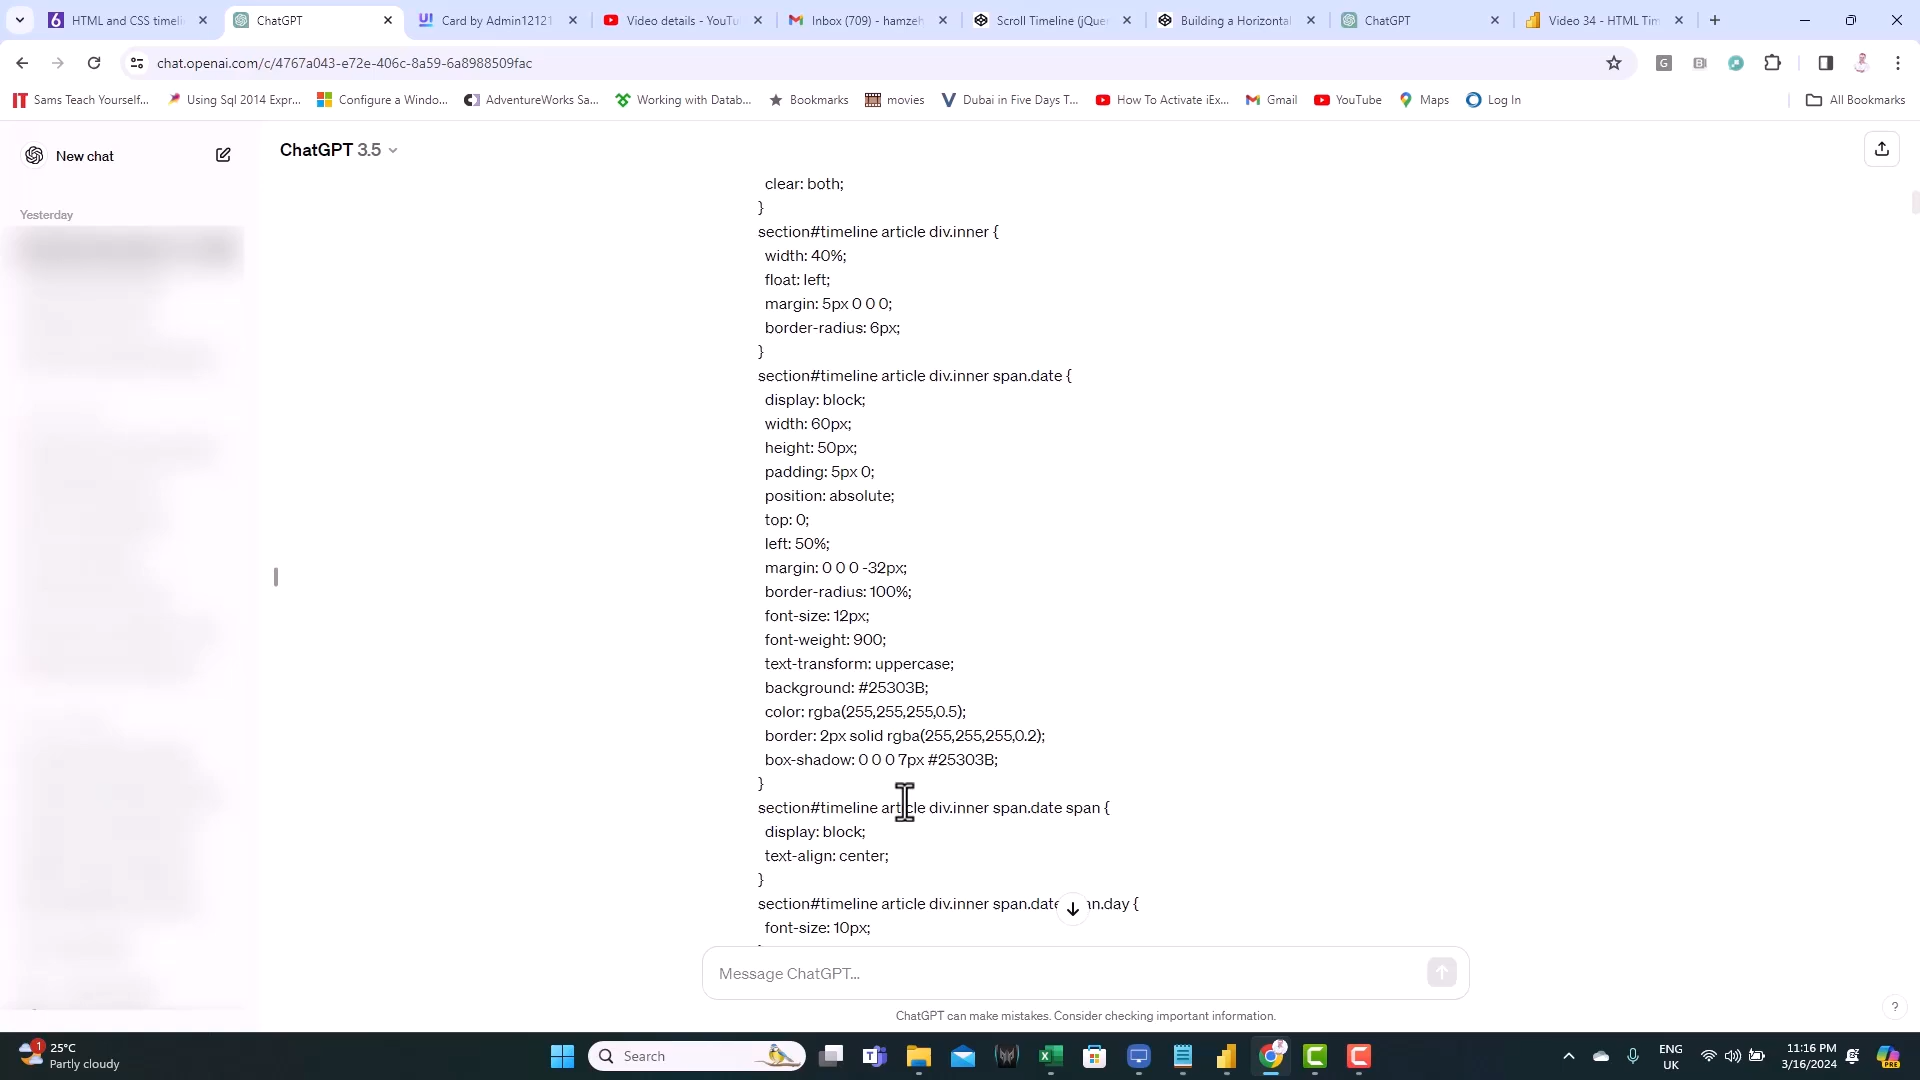 HTML and CSS timeli
ChatGPT
Card by Admin12121
Video details - YouTu
Inbox (709) - hamzeh
Scroll Timeline (jQue
Building a Horizontal
ChatGPT
Video 34 - HTML Tim
chat.openai.com/c/4767a043-e72e-406c-8a59-6a8988509fac
Sams Teach Yourself...
Using Sql 2014 Expr...
Configure a Windo...
AdventureWorks Sa...
Working with Datab...
Bookmarks
movies
Dubai in Five Days T...
How To Activate iEx...
Gmail
YouTube
Maps
Log In
All Bookmarks
New chat
ChatGPT 3.5
Yesterday
clear: both;
}
section#timeline article div.inner {
width: 40%;
float: left;
margin: 5px 0 0 0;
border-radius: 6px;
}
section#timeline article div.inner span.date {
display: block;
width: 60px;
height: 50px;
padding: 5px 0;
position: absolute;
top: 0;
left: 50%;
margin: 0 0 0 -32px;
border-radius: 100%;
font-size: 12px;
font-weight: 900;
text-transform: uppercase;
background: #25303B;
color: rgba(255,255,255,0.5);
border: 2px solid rgba(255,255,255,0.2);
box-shadow: 0 0 0 7px #25303B;
}
section#timeline article div.inner span.date span {
display: block;
text-align: center;
}
section#timeline article div.inner span.date nn.day {
font-size: 10px;
Message ChatGPT...
ChatGPT can make mistakes. Consider checking important information.
?
1
25°C
Partly cloudy
Search
ENG
UK
11:16 PM
3/16/2024
PRE